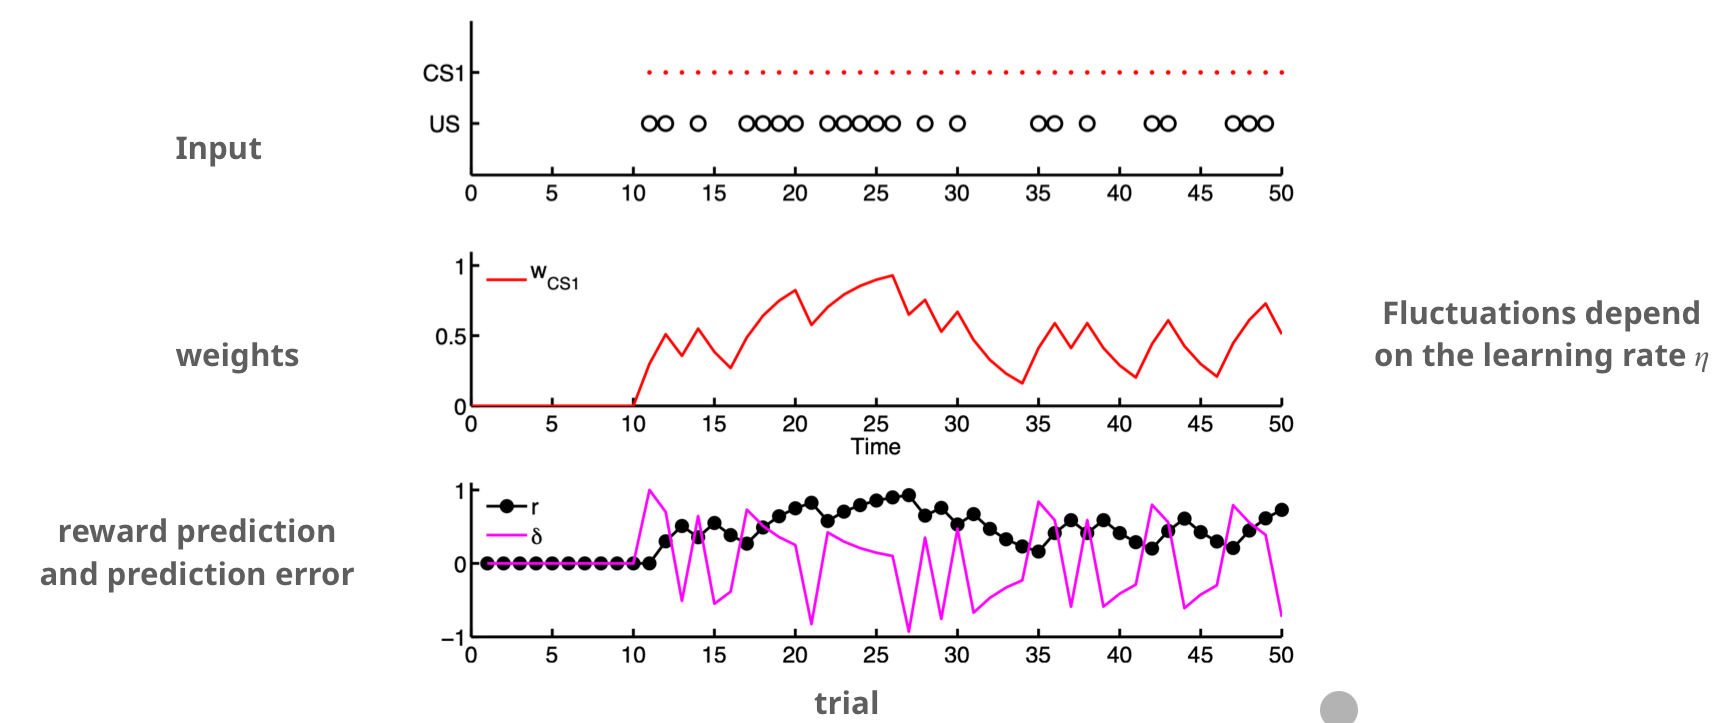 CS1
US
Input
0 5 10 15 20 25 30 35 40 45 50
1
w CS1
0.5
weights
0
0 5 10 15 20 25 30 35 40 45 50
Time
Fluctuations depend
on the learning rate η
1
r
δ
reward prediction
and prediction error
0
−1
0 5 10 15 20 25 30 35 40 45 50
trial